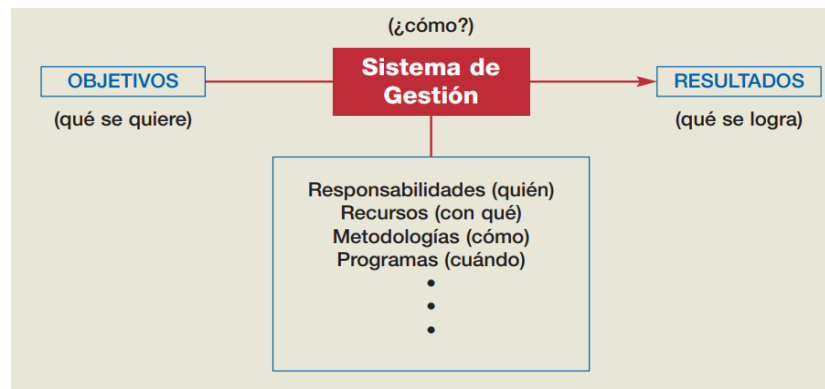 (¿cómo?)
OBJETIVOS
(qué se quiere)
Sistema de
Gestión
RESULTADOS
(qué se logra)
Responsabilidades (quién)
Recursos (con qué)
Metodologías (cómo)
Programas (cuándo)
•
•
•